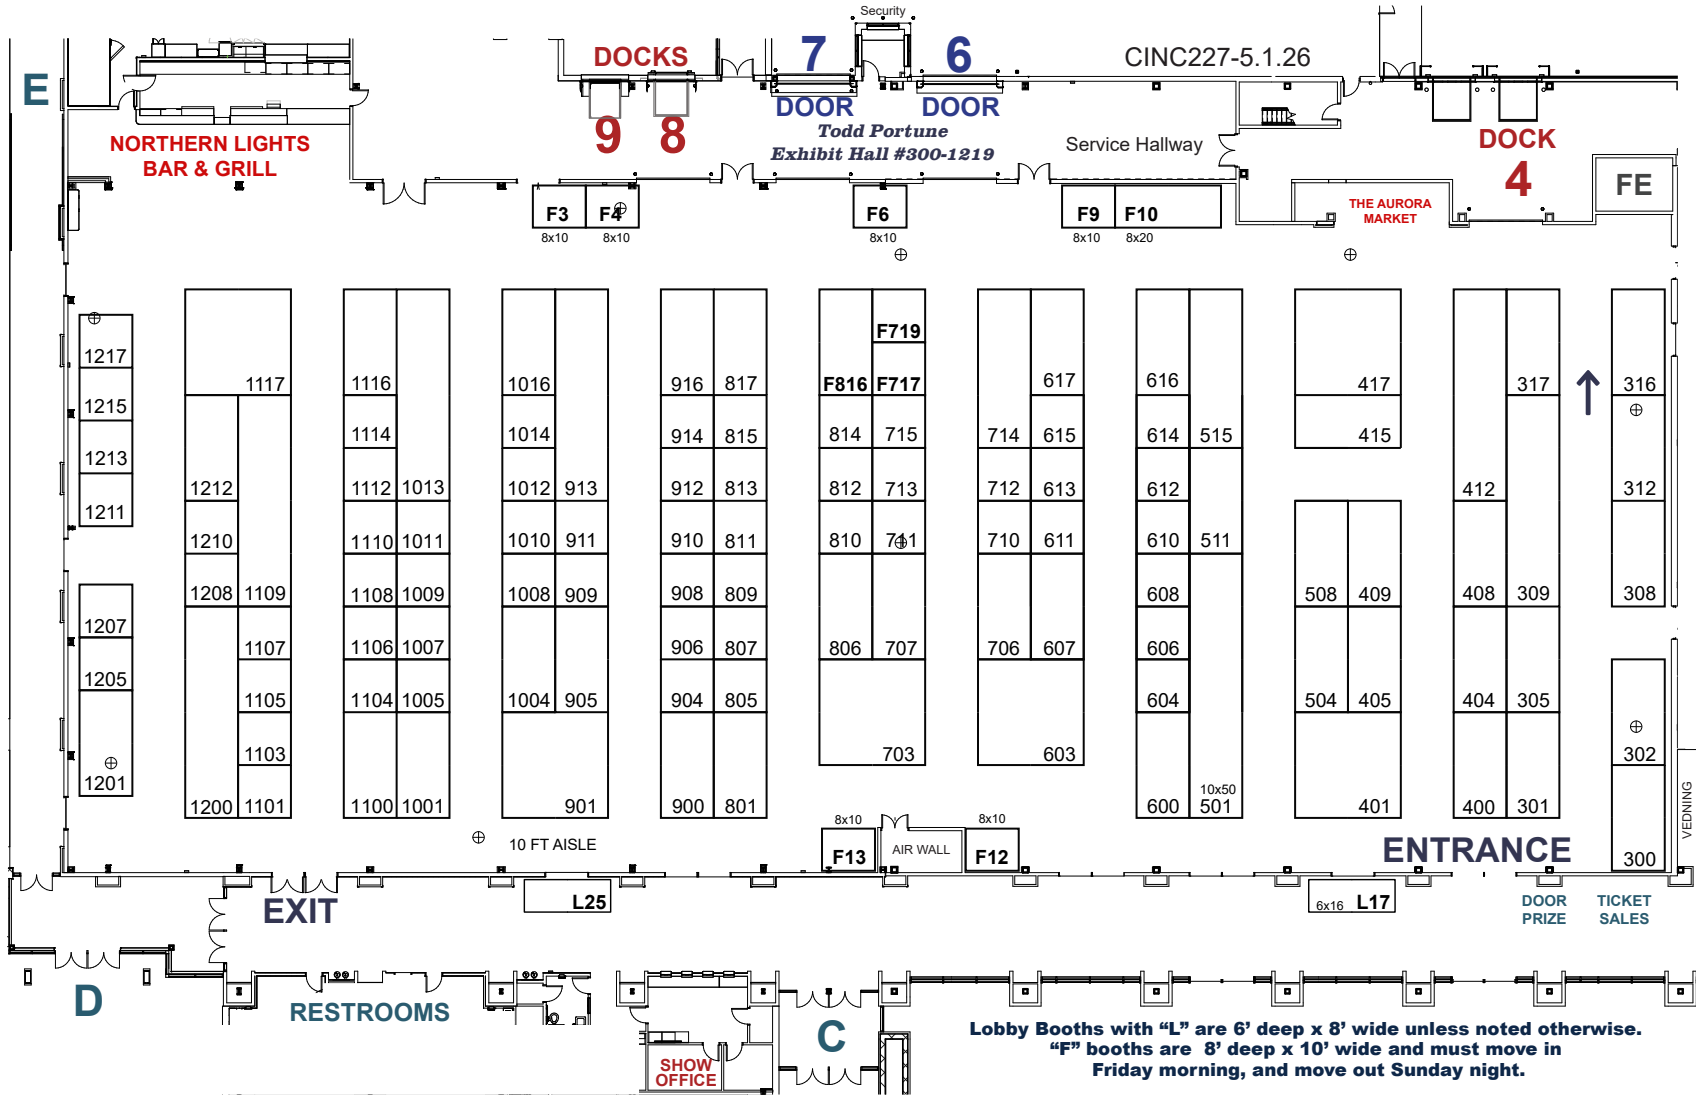 Security
E
DOCKS
7
6
CINC227-5.1.26
DOOR
DOOR
9
8
Todd Portune
Exhibit Hall #300-1219
NORTHERN LIGHTS
BAR & GRILL
Service Hallway
DOCK
4
FE
THE AURORA
MARKET
F3
F4
F6
F9
F10
8x10
8x10
8x10
8x10
8x20
F719
1217
1117
1116
1016
916
817
F816
F717
617
616
417
317
316
1215
1114
1014
914
815
814
715
714
615
614
515
415
1213
1212
1112
1013
1012
913
912
813
812
713
712
613
612
412
312
1211
1210
1110
1011
1010
911
910
811
810
711
710
611
610
511
1208
1109
1108
1009
1008
909
908
809
608
508
409
408
309
308
1207
1107
1106
1007
906
807
806
707
706
607
606
1205
1105
1104
1005
1004
905
904
805
604
504
405
404
305
1103
703
603
302
1201
10x50
1200
1101
1100
1001
901
900
801
600
501
401
400
301
VEDNING
8x10
8x10
10 FT AISLE
F13
AIR WALL
F12
ENTRANCE
300
EXIT
L25
6x16
L17
DOOR
PRIZE
TICKET
SALES
D
RESTROOMS
C
SHOW
OFFICE
Lobby Booths with “L” are 6’ deep x 8’ wide unless noted otherwise.
“F” booths are 8’ deep x 10’ wide and must move in
Friday morning, and move out Sunday night.